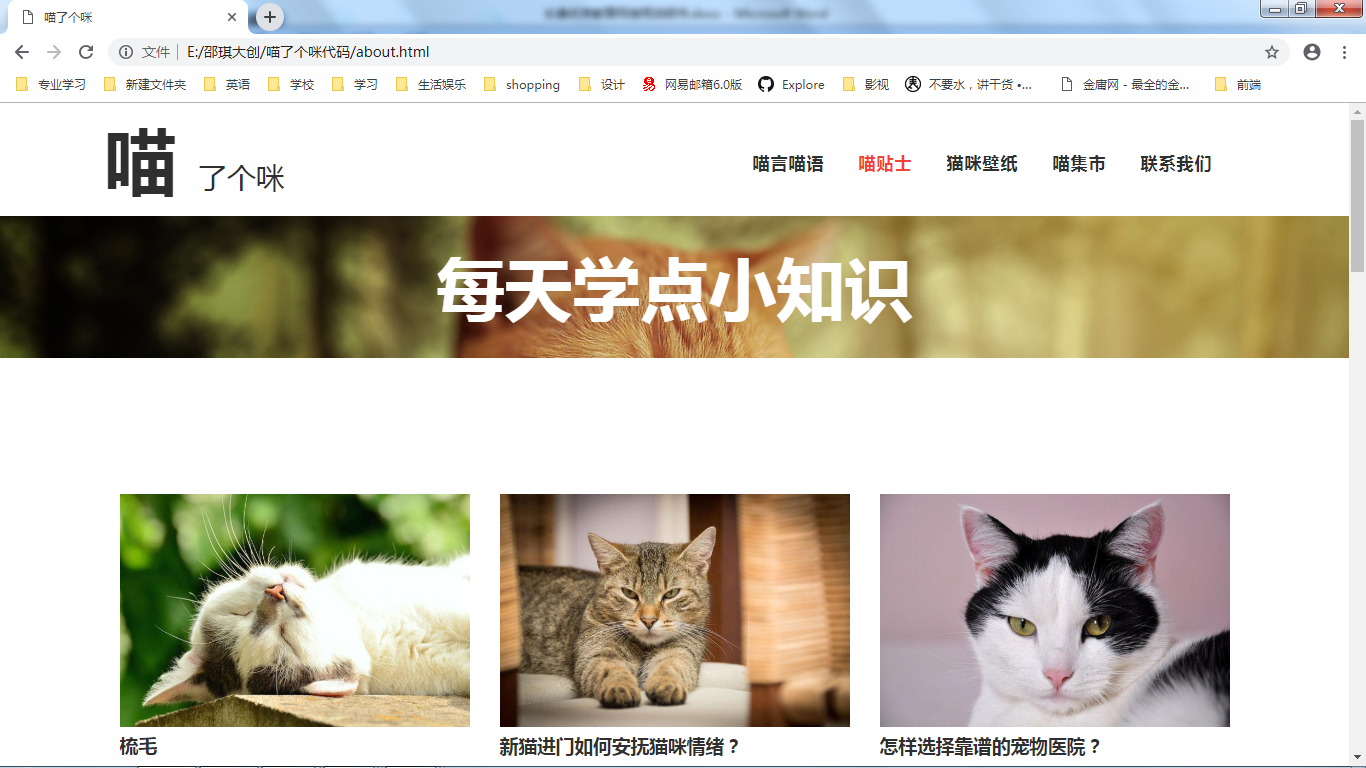 喵了个咪
文件 E:/邵琪大创/喵了个咪代码/about.html
专业学习 新建文件夹 英语 学校 学习 生活娱乐 shopping 设计 网易邮箱6.0版 Explore 影视 不要水，讲干货 •... 金庸网 - 最全的金... 前端
喵 了个咪
喵言喵语 喵贴士 猫咪壁纸 喵集市 联系我们
每天学点小知识
梳毛
新猫进门如何安抚猫咪情绪？
怎样选择靠谱的宠物医院？